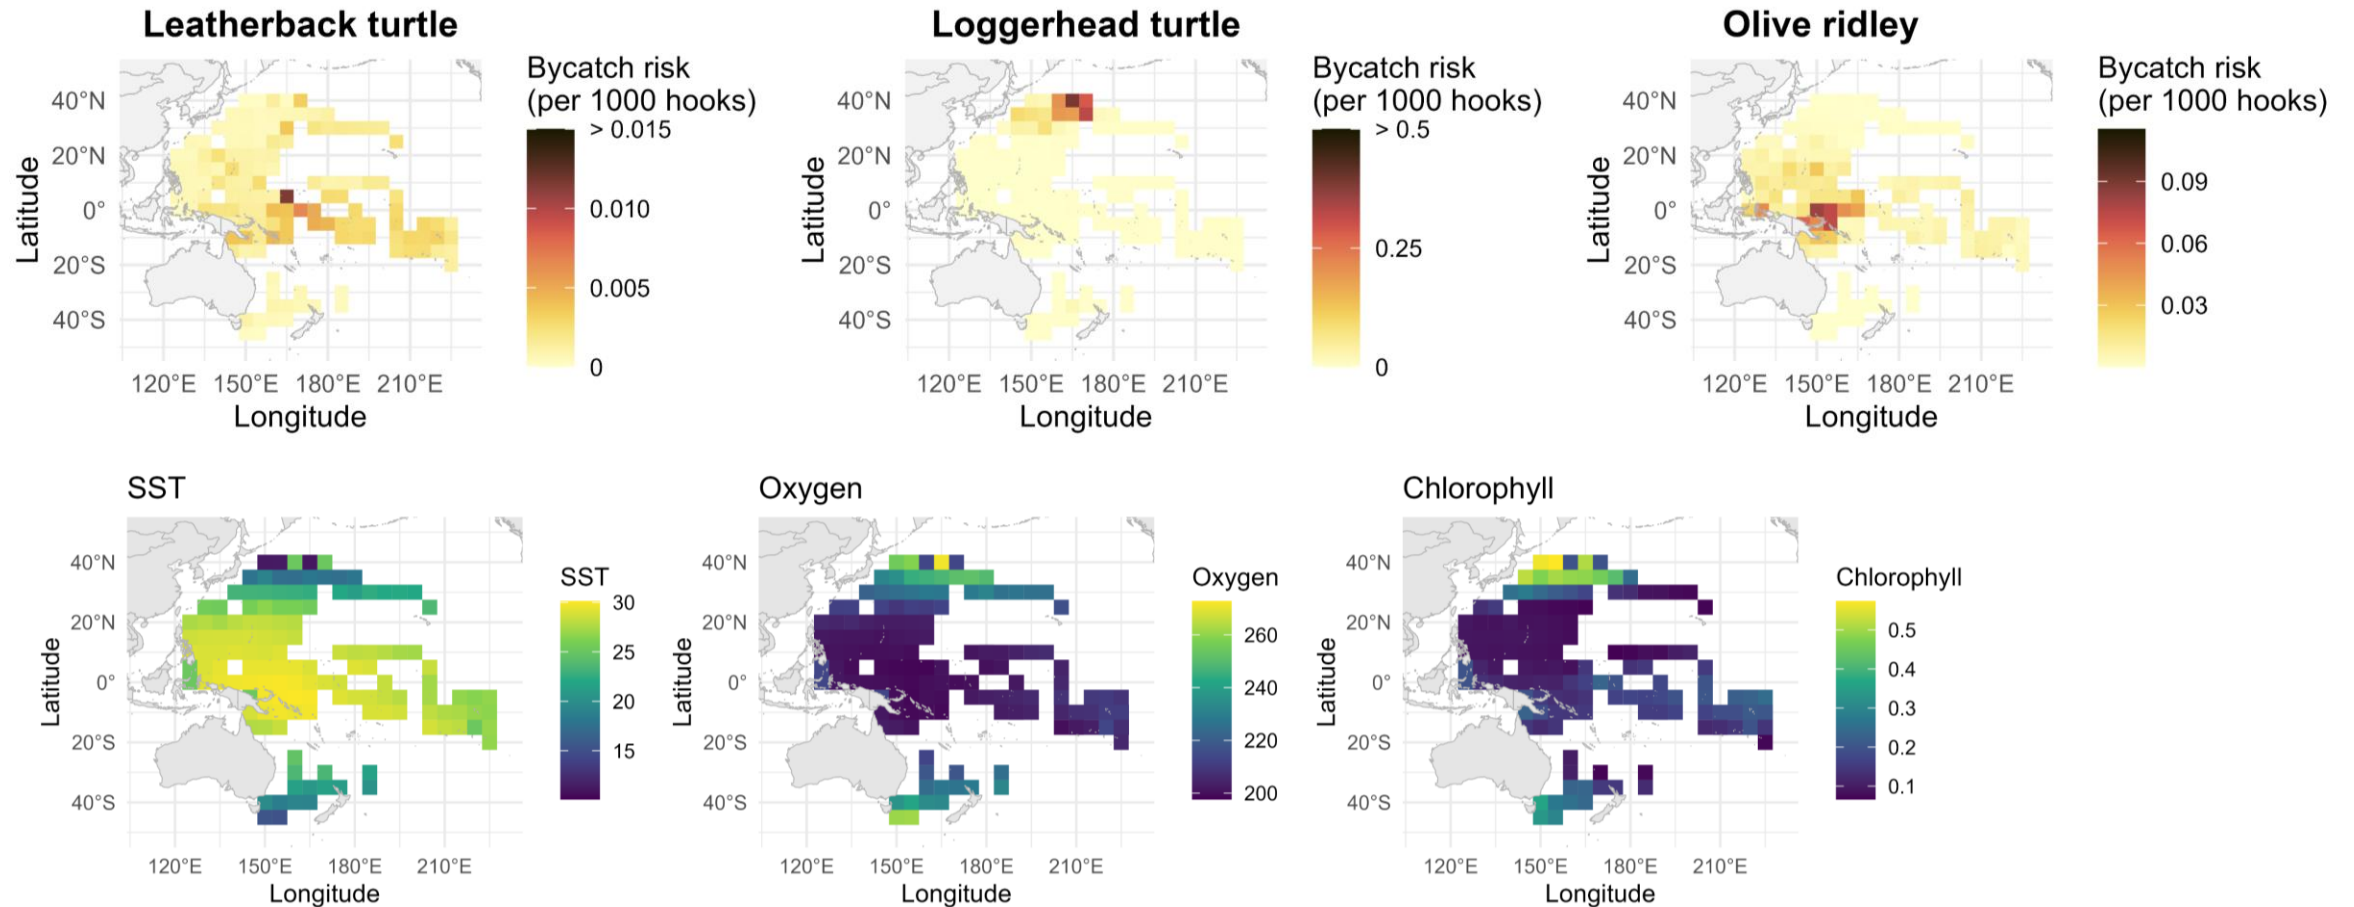 Leatherback turtle
Bycatch risk
(per 1000 hooks)
> 0.015
0.010
0.005
0
40°N
20°N
0°
20°S
40°S
Latitude
120°E 150°E 180°E 210°E
Longitude
Loggerhead turtle
Bycatch risk
(per 1000 hooks)
> 0.5
0.25
0
40°N
20°N
0°
20°S
40°S
Latitude
120°E 150°E 180°E 210°E
Longitude
Olive ridley
Bycatch risk
(per 1000 hooks)
0.09
0.06
0.03
40°N
20°N
0°
20°S
40°S
Latitude
120°E 150°E 180°E 210°E
Longitude
SST
40°N
20°N
0°
20°S
40°S
Latitude
120°E 150°E 180°E 210°E
Longitude
SST
30
25
20
15
Oxygen
40°N
20°N
0°
20°S
40°S
Latitude
120°E 150°E 180°E 210°E
Longitude
Oxygen
260
240
220
200
Chlorophyll
40°N
20°N
0°
20°S
40°S
Latitude
120°E 150°E 180°E 210°E
Longitude
Chlorophyll
0.5
0.4
0.3
0.2
0.1